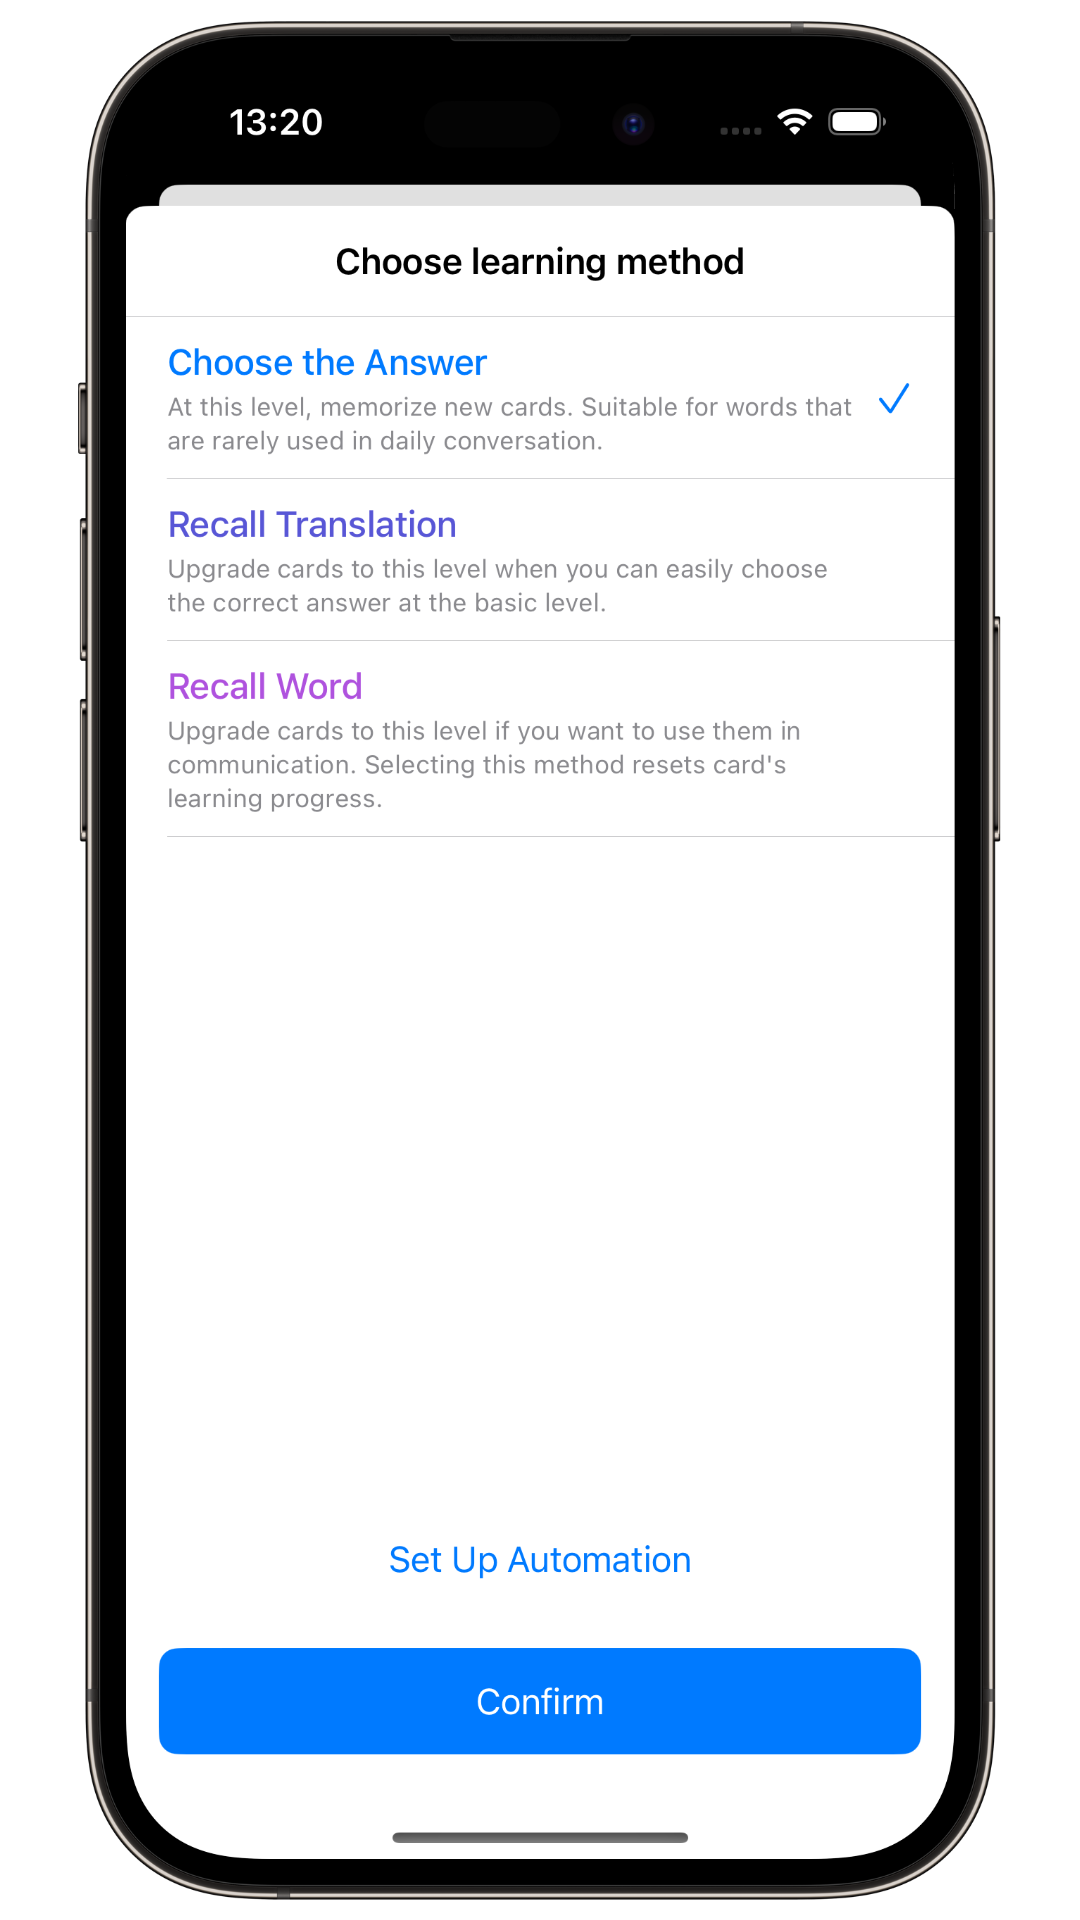 13:20
Choose learning method
Choose the Answer
At this level, memorize new cards. Suitable for words that
are rarely used in daily conversation.
Recall Translation
Upgrade cards to this level when you can easily choose
the correct answer at the basic level.
Recall Word
Upgrade cards to this level if you want to use them in
communication. Selecting this method resets card's
learning progress.
Set Up Automation
Confirm